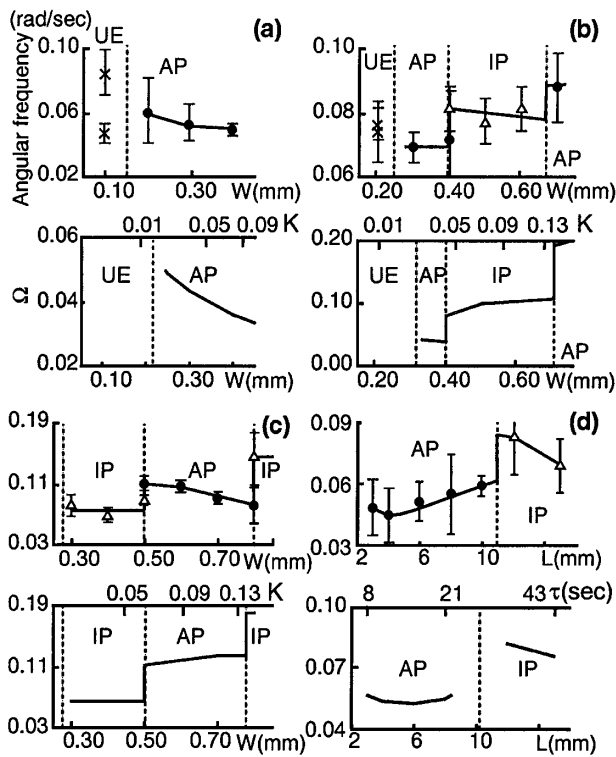 (rad/sec)
Angular frequency
0.10
0.06
0.02
UE
AP
(a)
0.10
0.30
W(mm)
0.10
0.08
0.06
UE
AP
IP
(b)
AP
0.20
0.40
0.60
W(mm)
0.01
0.05
0.09
K
Ω
0.06
0.04
0.02
UE
AP
0.10
0.30
W(mm)
0.01
0.05
0.09
0.13
K
0.20
0.10
0.00
UE
AP
IP
AP
0.20
0.40
0.60
W(mm)
0.19
0.11
0.03
IP
AP
IP
(c)
0.30
0.50
0.70
W(mm)
0.09
0.06
0.03
AP
IP
(d)
2
6
10
L(mm)
0.05
0.09
0.13
K
0.19
0.11
0.03
IP
AP
IP
0.30
0.50
0.70
W(mm)
8
21
43
τ(sec)
0.10
0.07
0.04
AP
IP
2
6
10
L(mm)